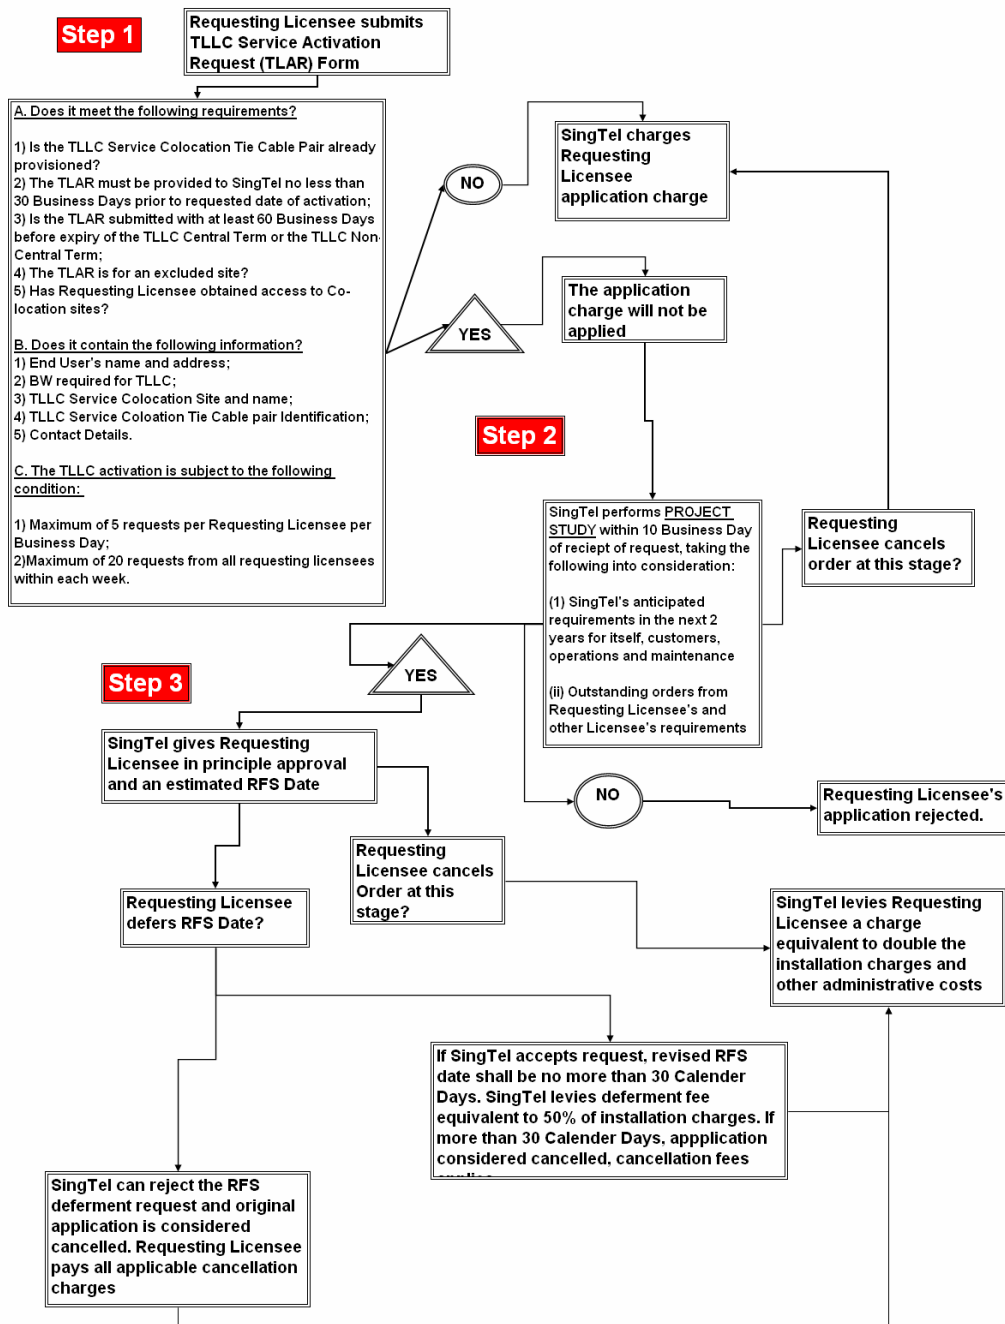 Step 1
Requesting Licensee submits
TLLC Service Activation
Request (TLAR) Form
A. Does it meet the following requirements?
1) Is the TLLC Service Colocation Tie Cable Pair already
provisioned?
2) The TLAR must be provided to SingTel no less than
30 Business Days prior to requested date of activation;
3) Is the TLAR submitted with at least 60 Business Days
before expiry of the TLLC Central Term or the TLLC Non-
Central Term;
4) The TLAR is for an excluded site?
5) Has Requesting Licensee obtained access to Co-
location sites?
B. Does it contain the following information?
1) End User's name and address;
2) BW required for TLLC;
3) TLLC Service Colocation Site and name;
4) TLLC Service Coloation Tie Cable pair Identification;
5) Contact Details.
C. The TLLC activation is subject to the following
condition:
1) Maximum of 5 requests per Requesting Licensee per
Business Day;
2)Maximum of 20 requests from all requesting licensees
within each week.
NO
SingTel charges
Requesting
Licensee
application charge
YES
The application
charge will not be
applied
Step 2
SingTel performs PROJECT
STUDY within 10 Business Day
of reciept of request, taking the
following into consideration:
(1) SingTel's anticipated
requirements in the next 2
years for itself, customers,
operations and maintenance
(ii) Outstanding orders from
Requesting Licensee's and
other Licensee's requirements
Requesting
Licensee cancels
order at this stage?
YES
Step 3
SingTel gives Requesting
Licensee in principle approval
and an estimated RFS Date
NO
Requesting Licensee's
application rejected.
Requesting
Licensee cancels
Order at this
stage?
Requesting Licensee
defers RFS Date?
SingTel levies Requesting
Licensee a charge
equivalent to double the
installation charges and
other administrative costs
If SingTel accepts request, revised RFS
date shall be no more than 30 Calender
Days. SingTel levies deferment fee
equivalent to 50% of installation charges. If
more than 30 Calender Days, appplication
considered cancelled, cancellation fees
SingTel can reject the RFS
deferment request and original
application is considered
cancelled. Requesting Licensee
pays all applicable cancellation
charges